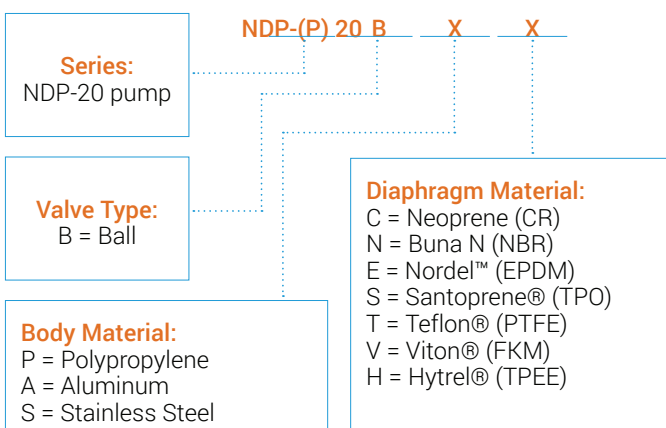 NDP-(P) 20 B X X
Series:
NDP-20 pump
Valve Type:
B = Ball
Body Material:
P = Polypropylene
A = Aluminum
S = Stainless Steel
Diaphragm Material:
C = Neoprene (CR)
N = Buna N (NBR)
E = Nordel™ (EPDM)
S = Santoprene® (TPO)
T = Teflon® (PTFE)
V = Viton® (FKM)
H = Hytrel® (TPEE)